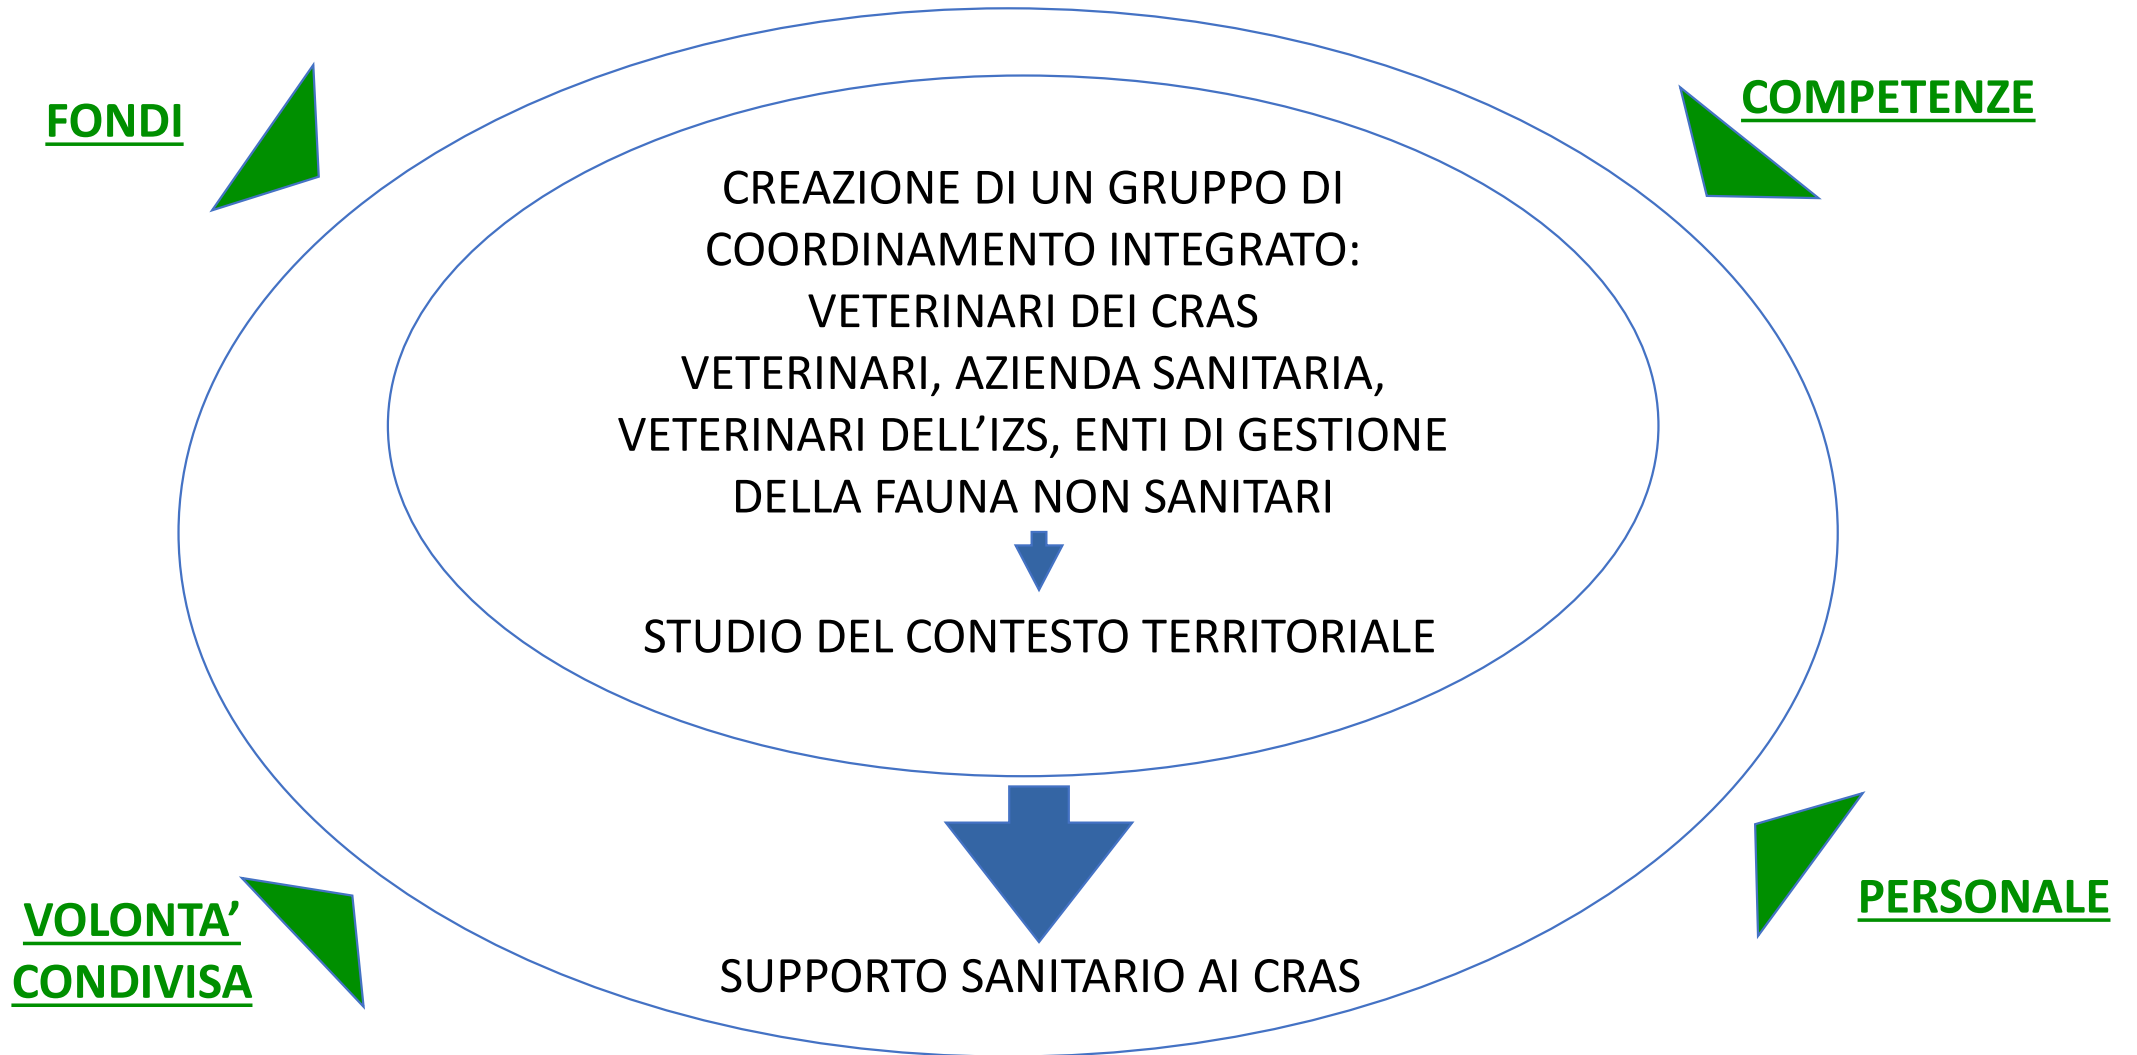 FONDI
COMPETENZE
CREAZIONE DI UN GRUPPO DI
COORDINAMENTO INTEGRATO:
VETERINARI DEI CRAS
VETERINARI, AZIENDA SANITARIA,
VETERINARI DELL’IZS, ENTI DI GESTIONE
DELLA FAUNA NON SANITARI
STUDIO DEL CONTESTO TERRITORIALE
VOLONTA’
CONDIVISA
PERSONALE
SUPPORTO SANITARIO AI CRAS